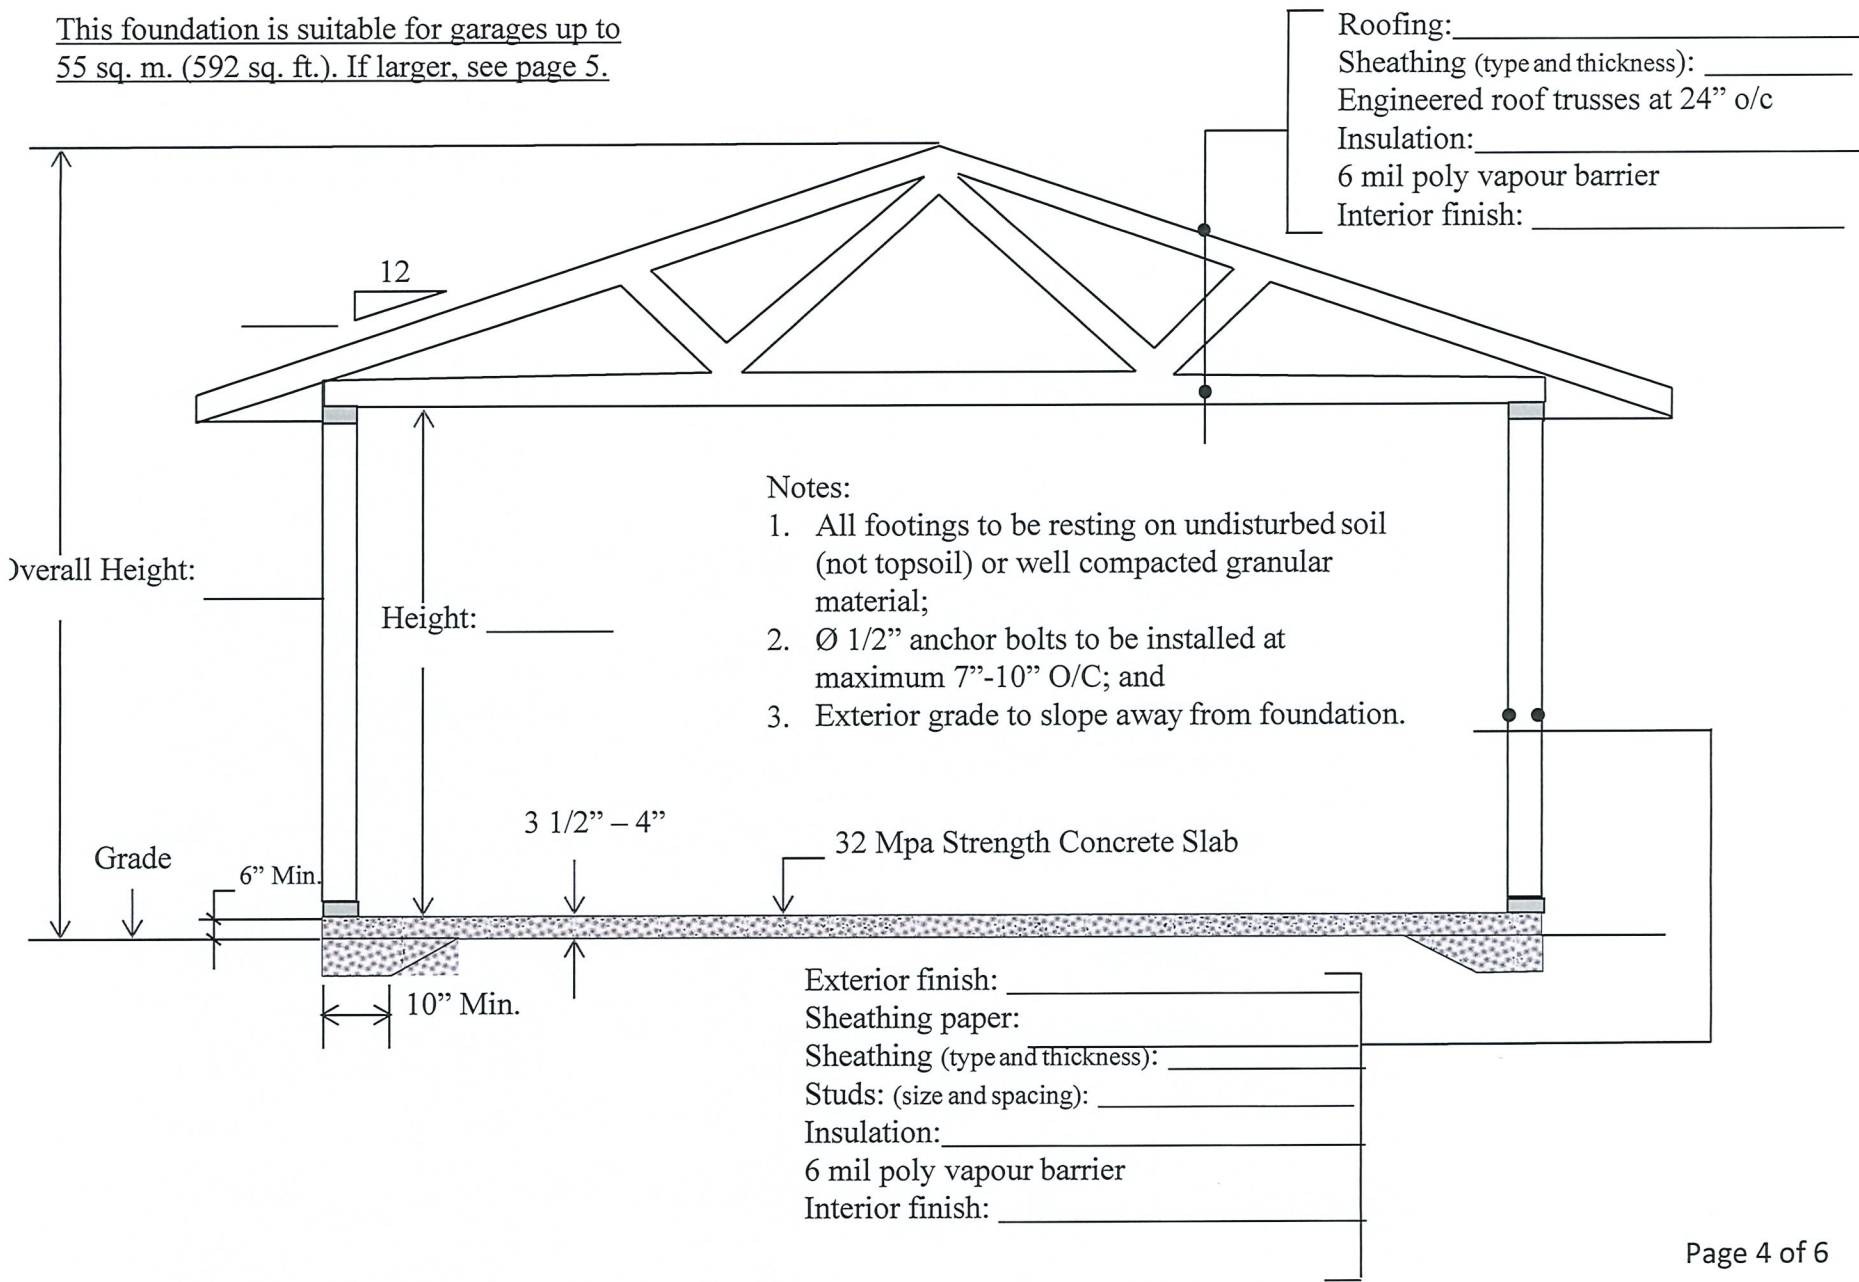 This foundation is suitable for garages up to
55 sq. m. (592 sq. ft.). If larger, see page 5.
Roofing:
Sheathing (type and thickness):
Engineered roof trusses at 24” o/c
Insulation:
6 mil poly vapour barrier
Interior finish:
12
Notes:
1. All footings to be resting on undisturbed soil
(not topsoil) or well compacted granular
material;
2. Ø 1/2” anchor bolts to be installed at
maximum 7”-10” O/C; and
3. Exterior grade to slope away from foundation.
Overall Height:
Height:
3 1/2” – 4”
32 Mpa Strength Concrete Slab
Grade
6” Min.
10” Min.
Exterior finish:
Sheathing paper:
Sheathing (type and thickness):
Studs: (size and spacing):
Insulation:
6 mil poly vapour barrier
Interior finish:
Page 4 of 6